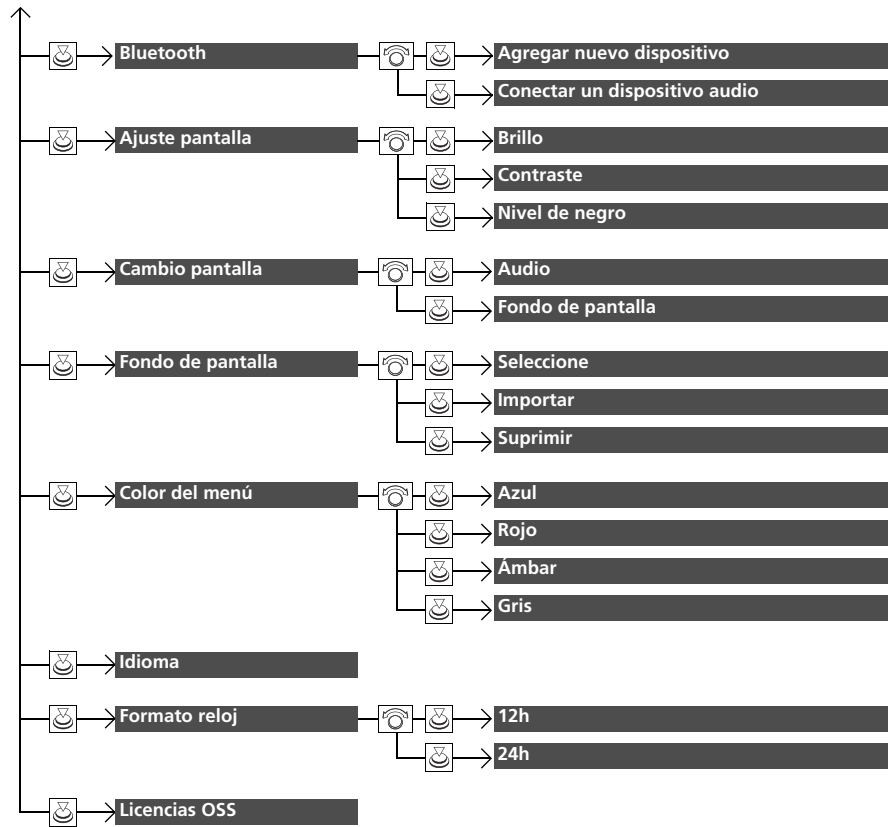 Bluetooth
Agregar nuevo dispositivo
Conectar un dispositivo audio
Ajuste pantalla
Brillo
Contraste
Nivel de negro
Cambio pantalla
Audio
Fondo de pantalla
Fondo de pantalla
Seleccione
Importar
Suprimir
Color del menú
Azul
Rojo
Ámbar
Gris
Idioma
Formato reloj
12h
24h
Licencias OSS